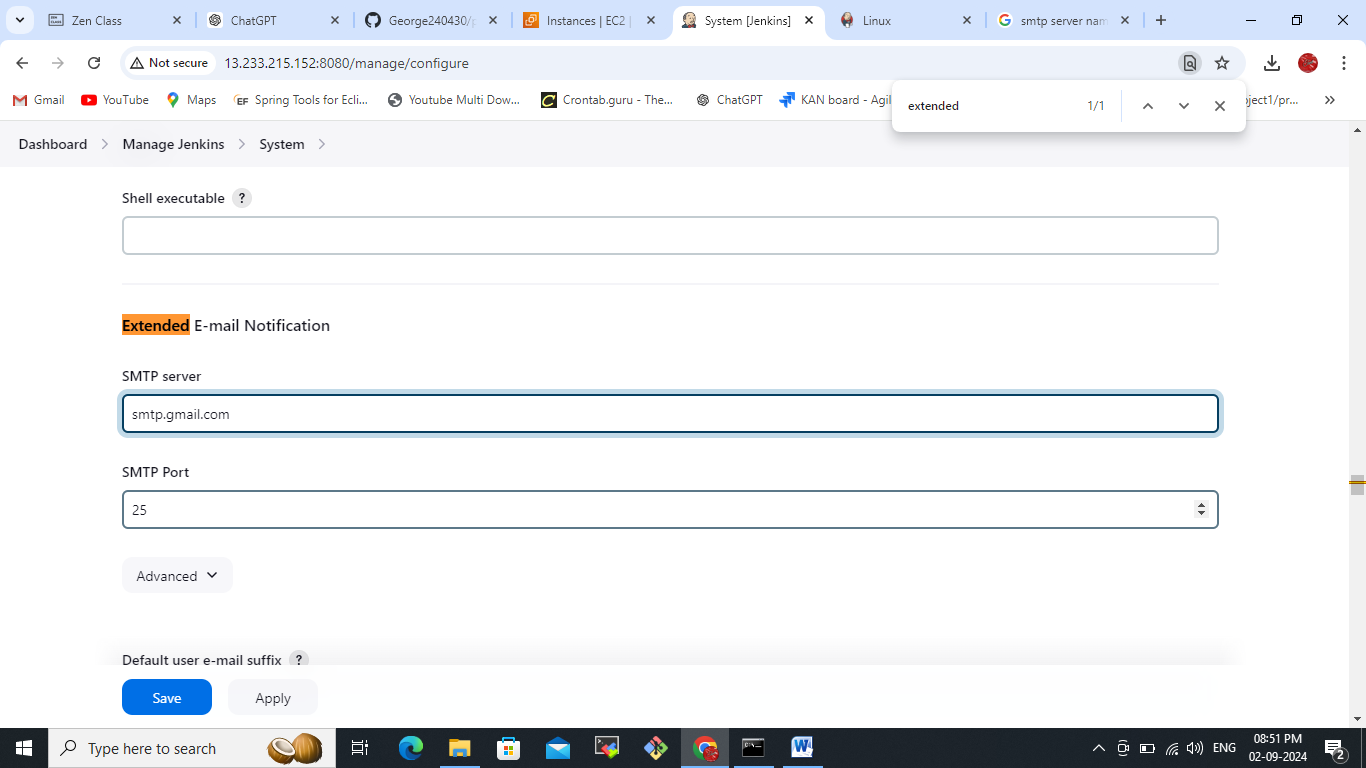 Zen Class
ChatGPT
George240430/p
Instances | EC2 |
System [Jenkins]
Linux
smtp server nam
Not secure
13.233.215.152:8080/manage/configure
Gmail
YouTube
Maps
Spring Tools for Ecli...
Youtube Multi Dow...
Crontab.guru - The...
ChatGPT
KAN board - Agil
oject1/pr...
extended
1/1
Dashboard
Manage Jenkins
System
Shell executable ?
Extended E-mail Notification
SMTP server
smtp.gmail.com
SMTP Port
25
Advanced
Default user e-mail suffix ?
Save
Apply
Type here to search
ENG
08:51 PM
02-09-2024
2